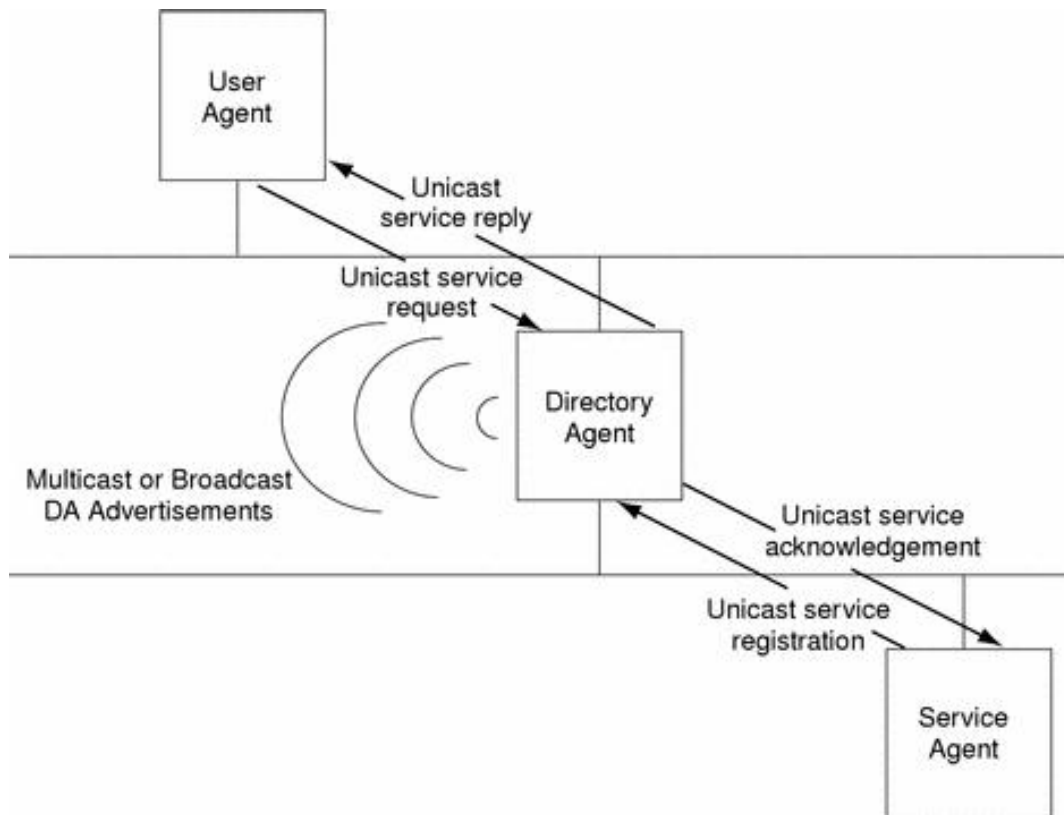 User
Agent
Unicast
service reply
Unicast service
request
Directory
Agent
Multicast or Broadcast
DA Advertisements
Unicast service
acknowledgement
Unicast service
registration
Service
Agent